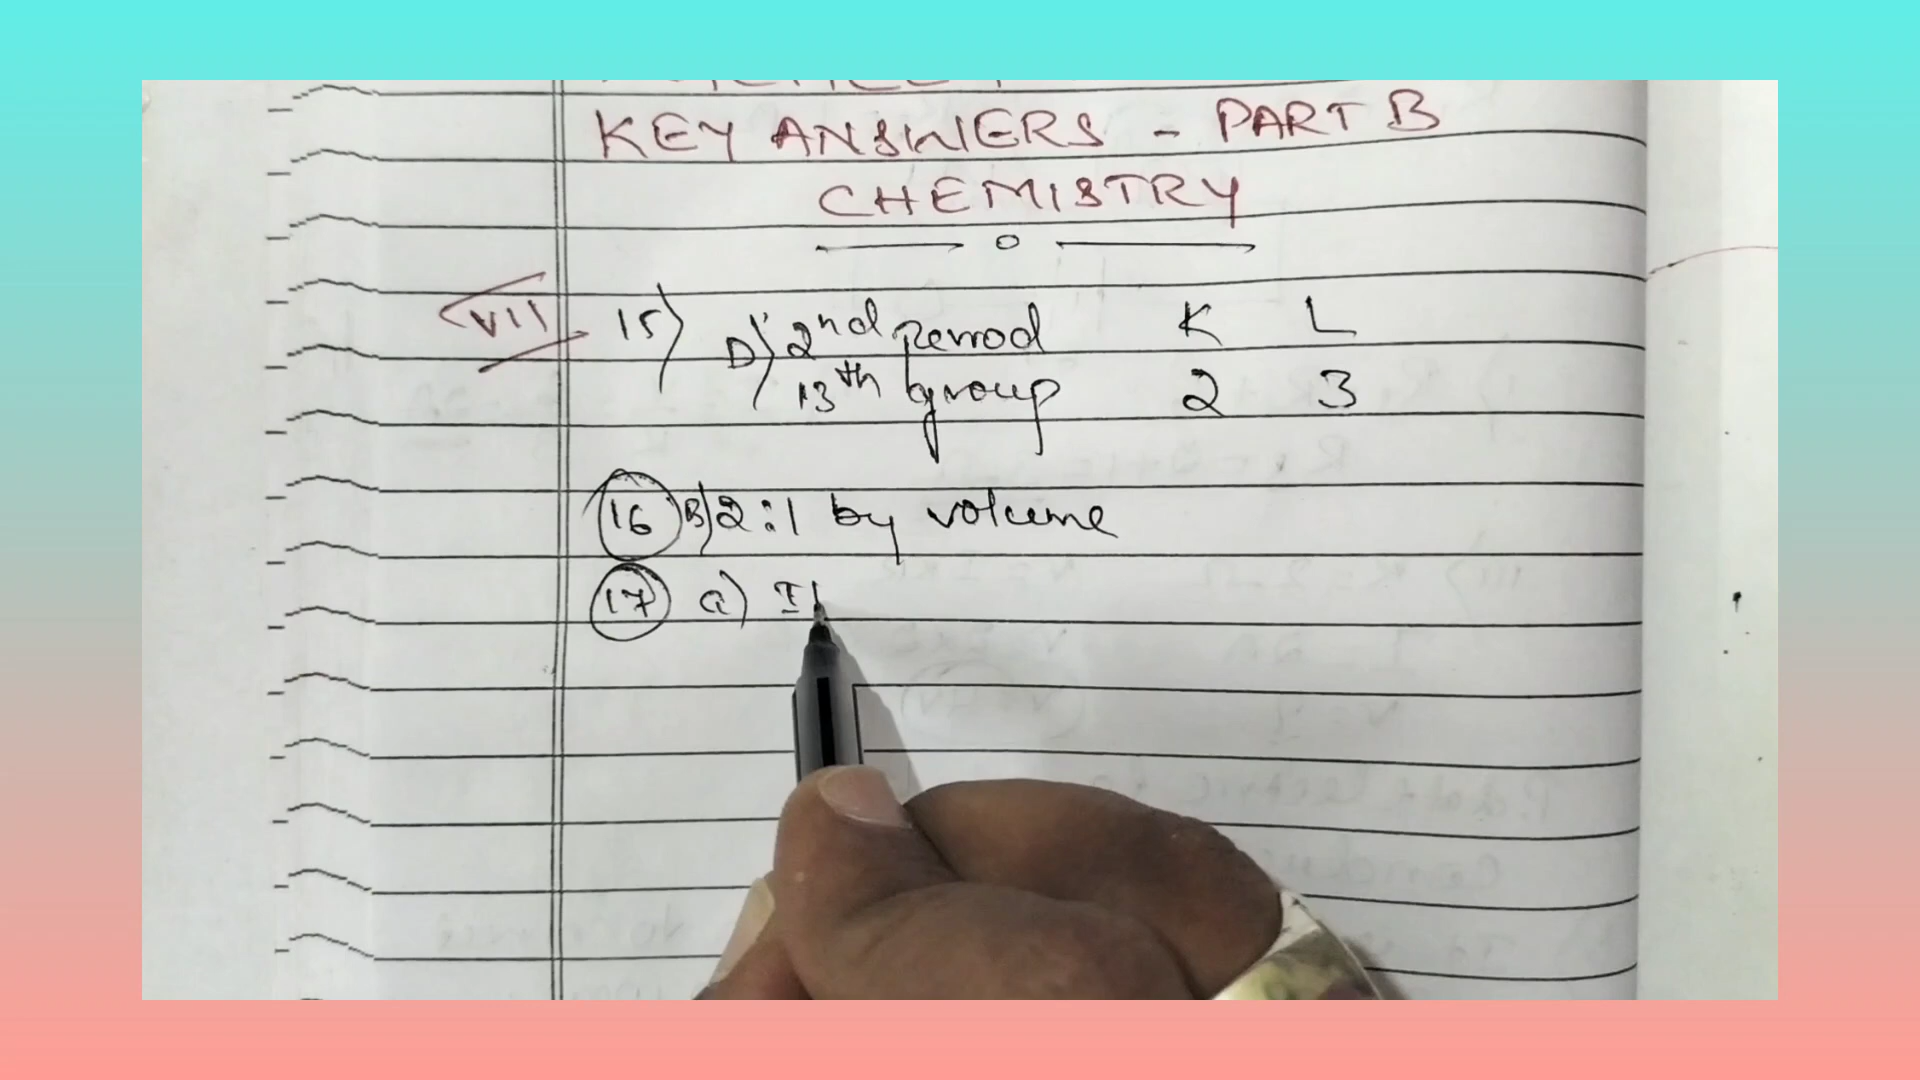 KEY ANSWERS - PART B
CHEMISTRY
VII 15) D) 2nd period K L
13th group 2 3
16 B) 2:1 by volume
17 a) I